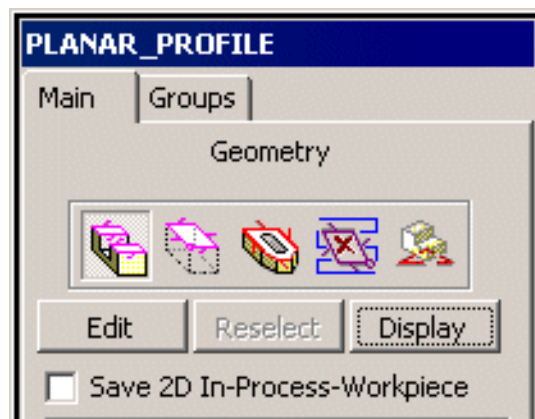 PLANAR_PROFILE
Main Groups
Geometry
Edit Reselect Display
Save 2D In-Process-Workpiece